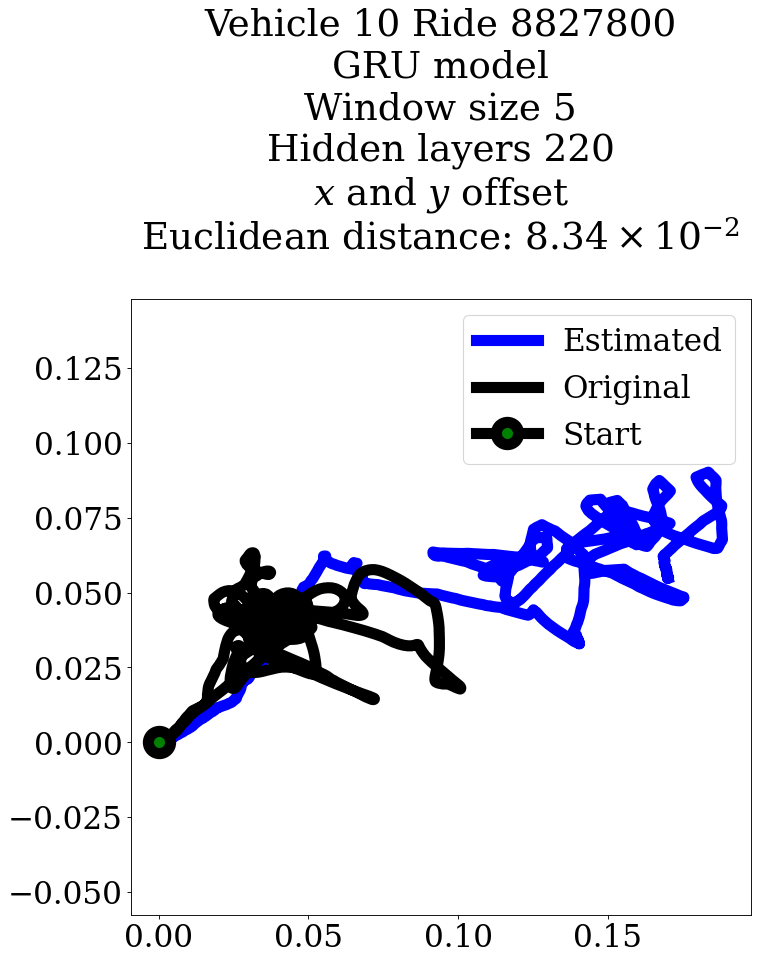 Vehicle 10 Ride 8827800
GRU model
Window size 5
Hidden layers 220
x and y offset
Euclidean distance: 8.34 × 10⁻²
Estimated
Original
Start
0.125
0.100
0.075
0.050
0.025
0.000
−0.025
−0.050
0.00 0.05 0.10 0.15